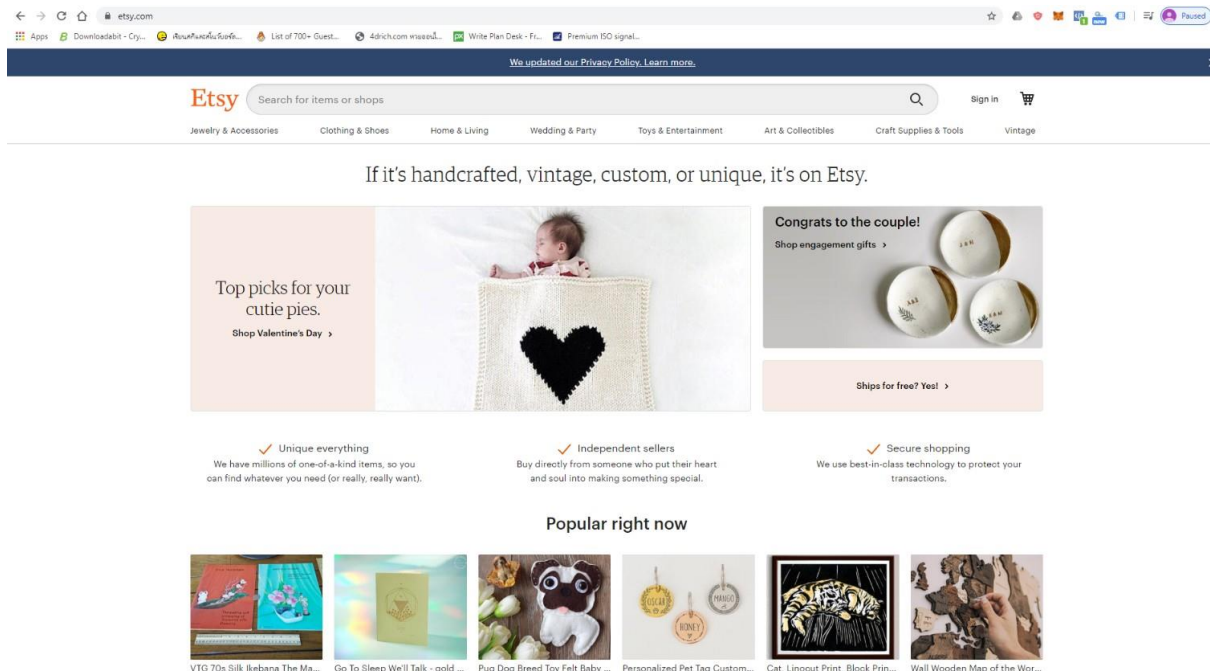 etsy.com
Paused
Apps
Downloadabit - Cry...
List of 700+ Guest...
Write Plan Desk - Fr...
Premium ISO signal...
We updated our Privacy Policy. Learn more.
Etsy
Search for items or shops
Sign in
Jewelry & Accessories
Clothing & Shoes
Home & Living
Wedding & Party
Toys & Entertainment
Art & Collectibles
Craft Supplies & Tools
Vintage
If it's handcrafted, vintage, custom, or unique, it's on Etsy.
Top picks for your
cutie pies.
Shop Valentine's Day >
Congrats to the couple!
Shop engagement gifts >
Ships for free? Yes! >
Unique everything
We have millions of one-of-a-kind items, so you
can find whatever you need (or really, really want).
Independent sellers
Buy directly from someone who put their heart
and soul into making something special.
Secure shopping
We use best-in-class technology to protect your
transactions.
Popular right now
OSCAR
HONEY
MANGO
VTG 70s Silk Ikebana The Ma...
Go To Sleep We'll Talk - gold ...
Pug Dog Breed Toy Felt Baby ...
Personalized Pet Tag Custom...
Cat, Linocut Print, Block Prin...
Wall Wooden Map of the Wor...